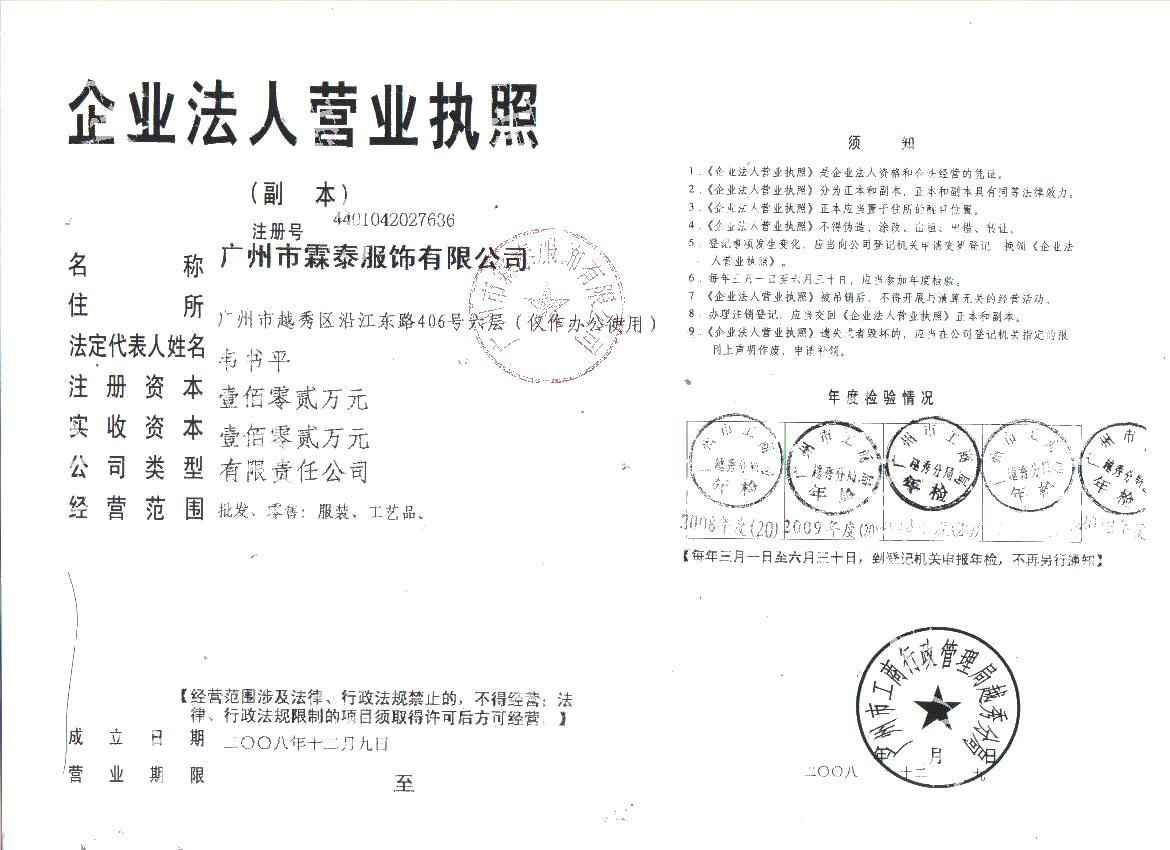 企业法人营业执照
（副 本）
注册号 4401042027636
名 称 广州市霖泰服饰有限公司
住 所 广州市越秀区沿江东路406号六层（仅作办公使用）
法定代表人姓名 韦书平
注 册 资 本 壹佰零贰万元
实 收 资 本 壹佰零贰万元
公 司 类 型 有限责任公司
经 营 范 围 批发、零售：服装、工艺品。
【经营范围涉及法律、行政法规禁止的，不得经营；法
律、行政法规限制的项目须取得许可后方可经营。】
成 立 日 期 二〇〇八年十二月九日
营 业 期 限 至
须 知
1．《企业法人营业执照》是企业法人资格和合法经营的凭证。
2．《企业法人营业执照》分为正本和副本，正本和副本具有同等法律效力。
3．《企业法人营业执照》正本应当置于住所的醒目位置。
4．《企业法人营业执照》不得伪造、涂改、出租、出借、转让。
5．登记事项发生变化，应当向公司登记机关申请变更登记，换领《企业法
人营业执照》。
6．每年三月一日至六月三十日，应当参加年度检验。
7．《企业法人营业执照》被吊销后，不得开展与清算无关的经营活动。
8．办理注销登记，应当交回《企业法人营业执照》正本和副本。
9．《企业法人营业执照》遗失或者毁坏的，应当在公司登记机关指定的报
刊上声明作废，申请补领。
年度检验情况
广州市工商局 越秀分局 年检
广州市工商局 越秀分局 年检
广州市工商局 越秀分局 年检
广州市工商局 越秀分局 年检
广州市 越秀分局 年检
2008年度(20) 2009年度(20
【每年三月一日至六月三十日，到登记机关申报年检，不再另行通知】
广州市工商行政管理局越秀分局
年 月 日
二〇〇八 十二 九